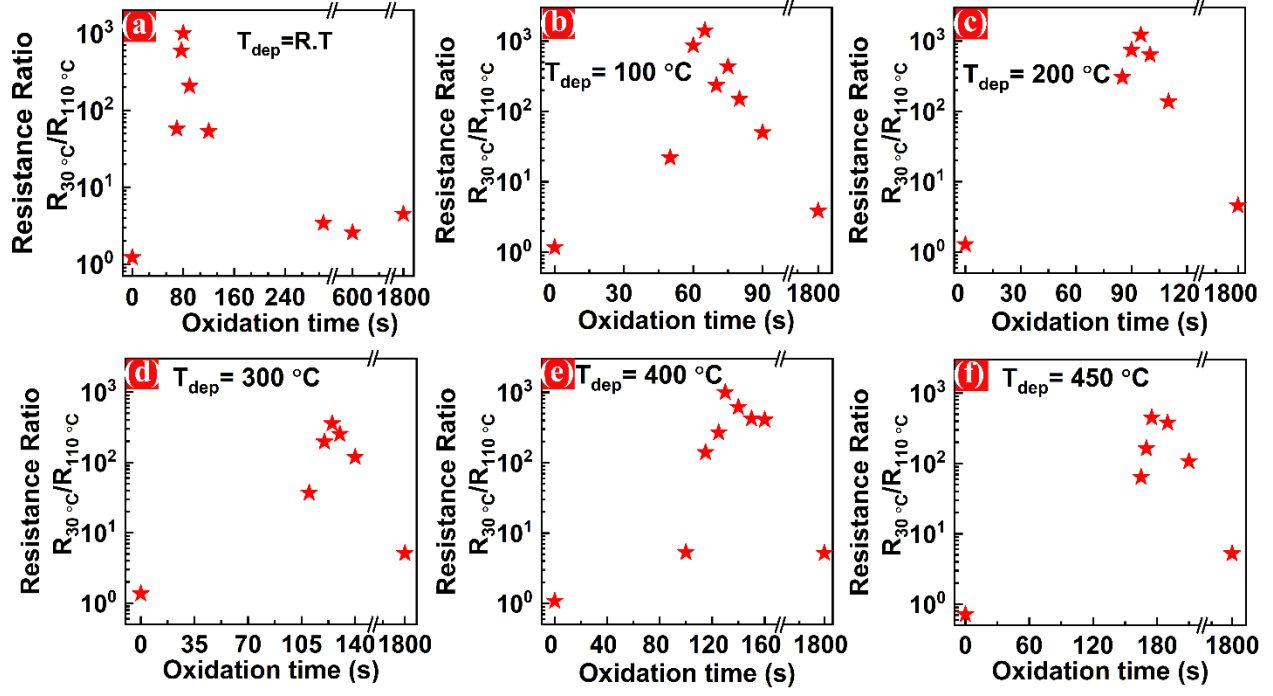 (a)
T_dep=R.T
Resistance Ratio
R_30 °C/R_110 °C
10^3
10^2
10^1
10^0
0 80 160 240 600 1800
Oxidation time (s)
(b)
T_dep= 100 °C
Resistance Ratio
R_30 °C/R_110 °C
10^3
10^2
10^1
10^0
0 30 60 90 1800
Oxidation time (s)
(c)
T_dep= 200 °C
Resistance Ratio
R_30 °C/R_110 °C
10^3
10^2
10^1
10^0
0 30 60 90 120 1800
Oxidation time (s)
(d)
T_dep= 300 °C
Resistance Ratio
R_30 °C/R_110 °C
10^3
10^2
10^1
10^0
0 35 70 105 140 1800
Oxidation time (s)
(e)
T_dep= 400 °C
Resistance Ratio
R_30 °C/R_110 °C
10^3
10^2
10^1
10^0
0 40 80 120 160 1800
Oxidation time (s)
(f)
T_dep= 450 °C
Resistance Ratio
R_30 °C/R_110 °C
10^3
10^2
10^1
10^0
0 60 120 180 1800
Oxidation time (s)